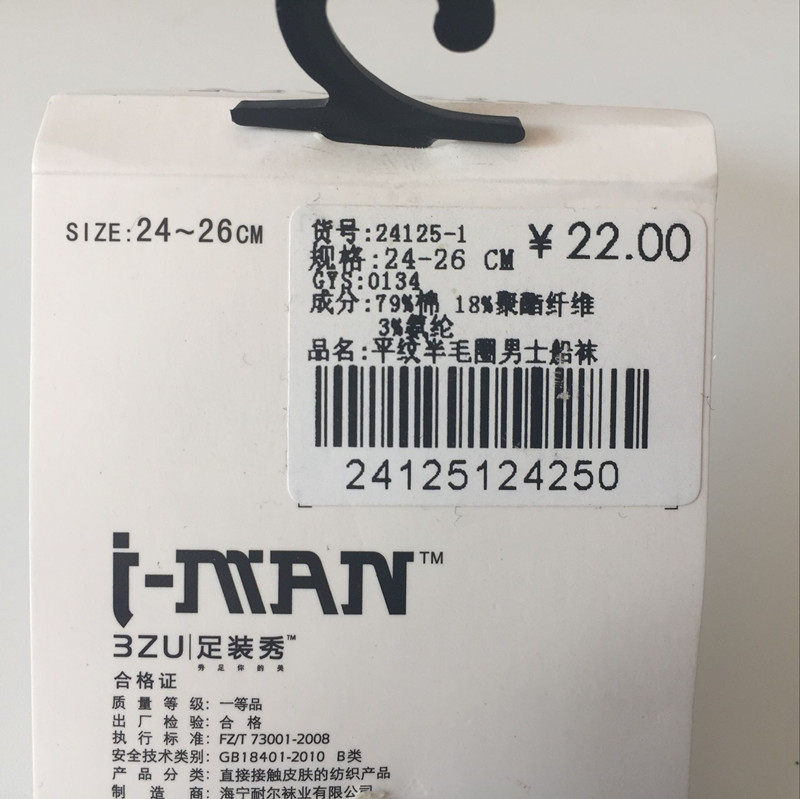 SIZE:24~26CM
货号:24125-1
¥ 22.00
规格:24-26 CM
GYS:0134
成分:79%棉 18%聚酯纤维
3%氨纶
品名:平纹半毛圈男士船袜
24125124250
i-MAN™
3ZU|足装秀™
秀足你的美
合格证
质量等级:一等品
出厂检验:合格
执行标准:FZ/T 73001-2008
安全技术类别:GB18401-2010 B类
产品分类:直接接触皮肤的纺织产品
制造商:海宁耐尔袜业有限公司